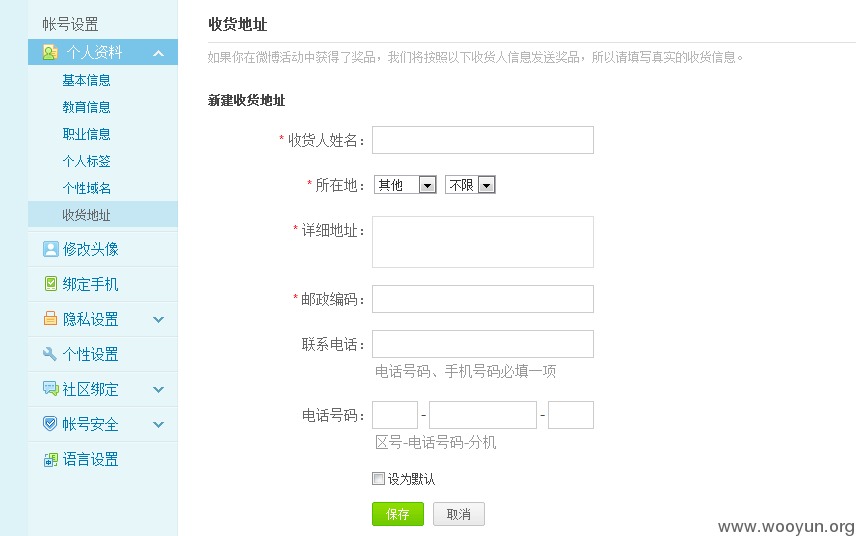 帐号设置
个人资料
基本信息
教育信息
职业信息
个人标签
个性域名
收货地址
修改头像
绑定手机
隐私设置
个性设置
社区绑定
帐号安全
语言设置
收货地址
如果你在微博活动中获得了奖品，我们将按照以下收货人信息发送奖品，所以请填写真实的收货信息。
新建收货地址
* 收货人姓名：
* 所在地： 其他 不限
* 详细地址：
* 邮政编码：
联系电话：
电话号码、手机号码必填一项
电话号码： - -
区号-电话号码-分机
设为默认
保存 取消
www.wooyun.org